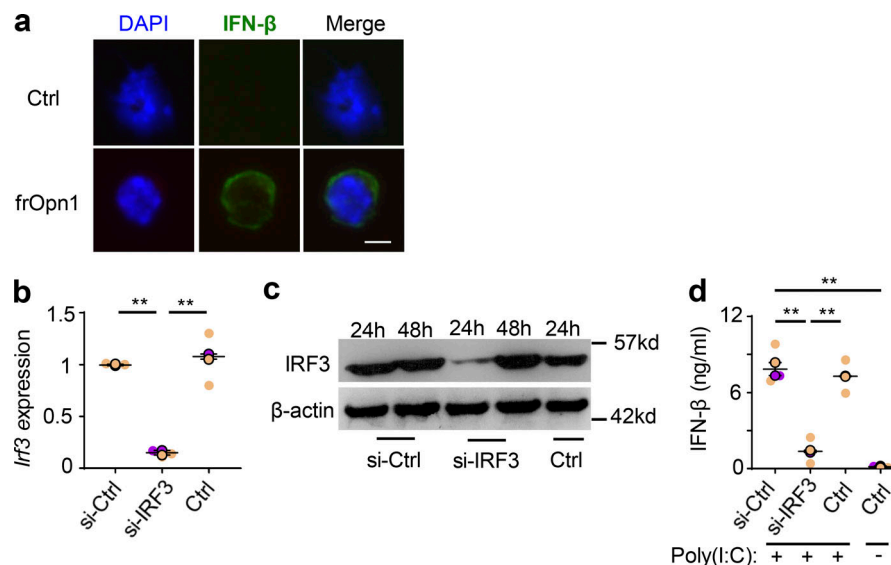 a
DAPI IFN-β Merge
Ctrl
frOpn1
b
Irf3 expression
1.5
1
0.5
0
** **
si-Ctrl si-IRF3 Ctrl
c
24h 48h 24h 48h 24h
57kd
IRF3
β-actin
42kd
si-Ctrl si-IRF3 Ctrl
d
IFN-β (ng/ml)
12
6
0
**
** **
si-Ctrl si-IRF3 Ctrl Ctrl
Poly(I:C): + + + -